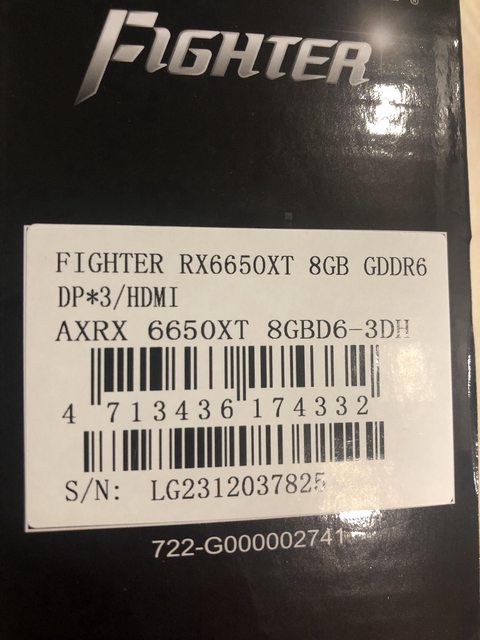 FIGHTER
FIGHTER RX6650XT 8GB GDDR6
DP*3/HDMI
AXRX 6650XT 8GBD6-3DH
4 713436 174332
S/N: LG2312037825
722-G000002741